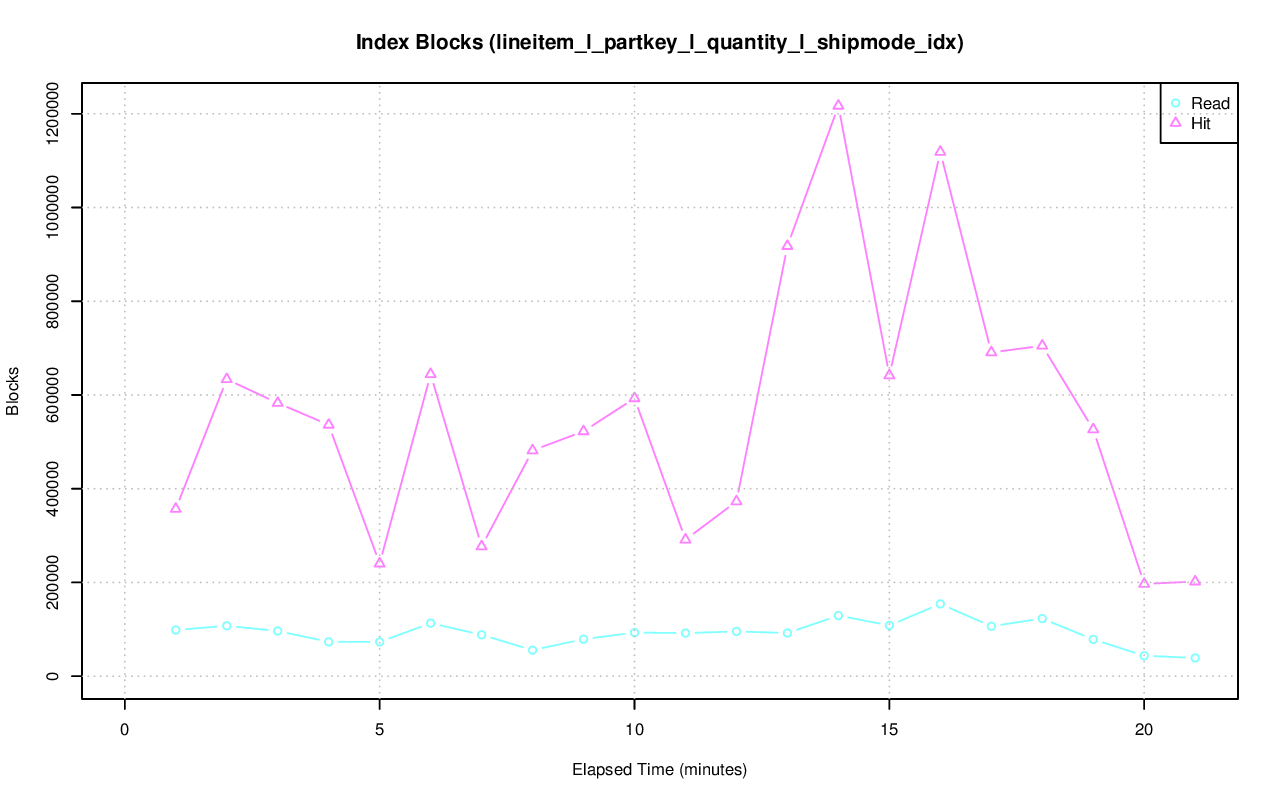 Index Blocks (lineitem_l_partkey_l_quantity_l_shipmode_idx)
Read
Hit
Blocks
1200000
1000000
800000
600000
400000
200000
0
0 5 10 15 20
Elapsed Time (minutes)